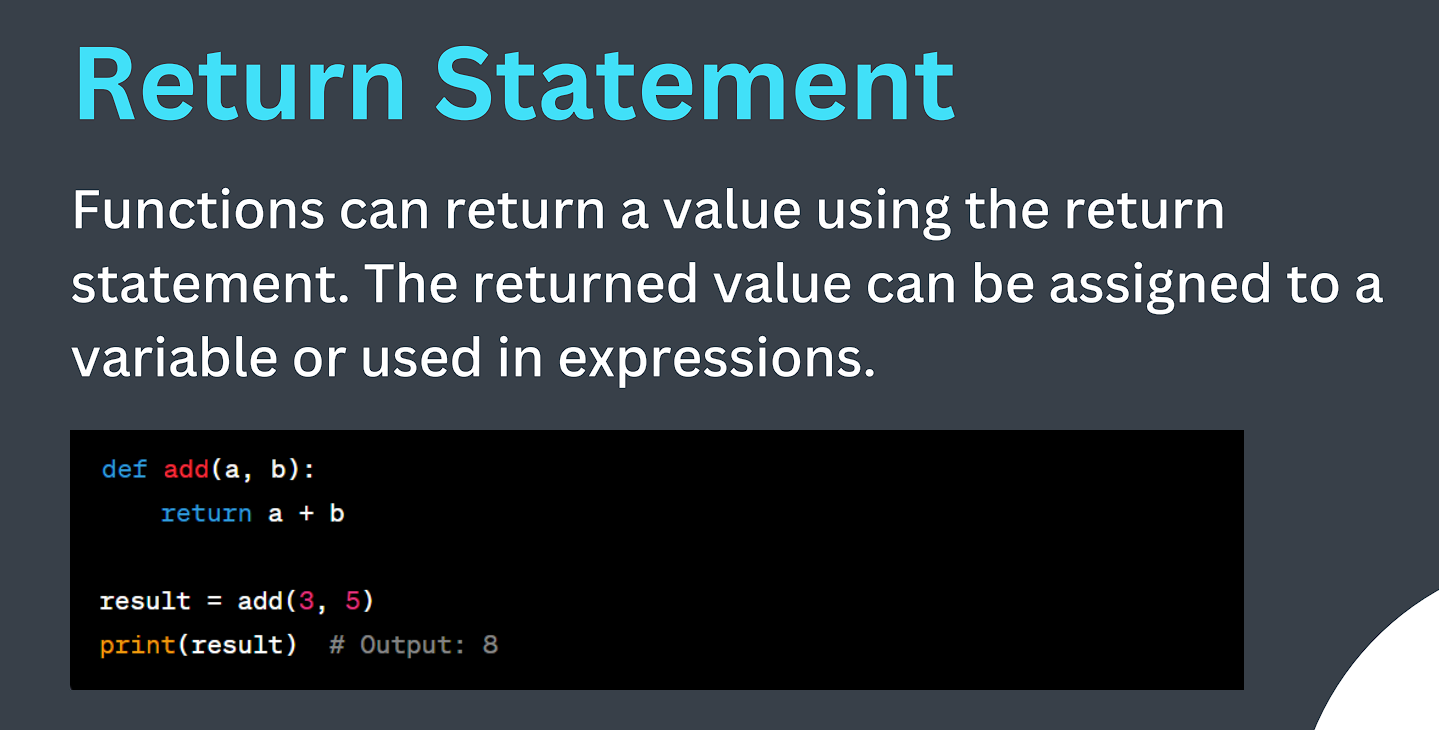 Return Statement
Functions can return a value using the return
statement. The returned value can be assigned to a
variable or used in expressions.
def add(a, b):
    return a + b
result = add(3, 5)
print(result)  # Output: 8